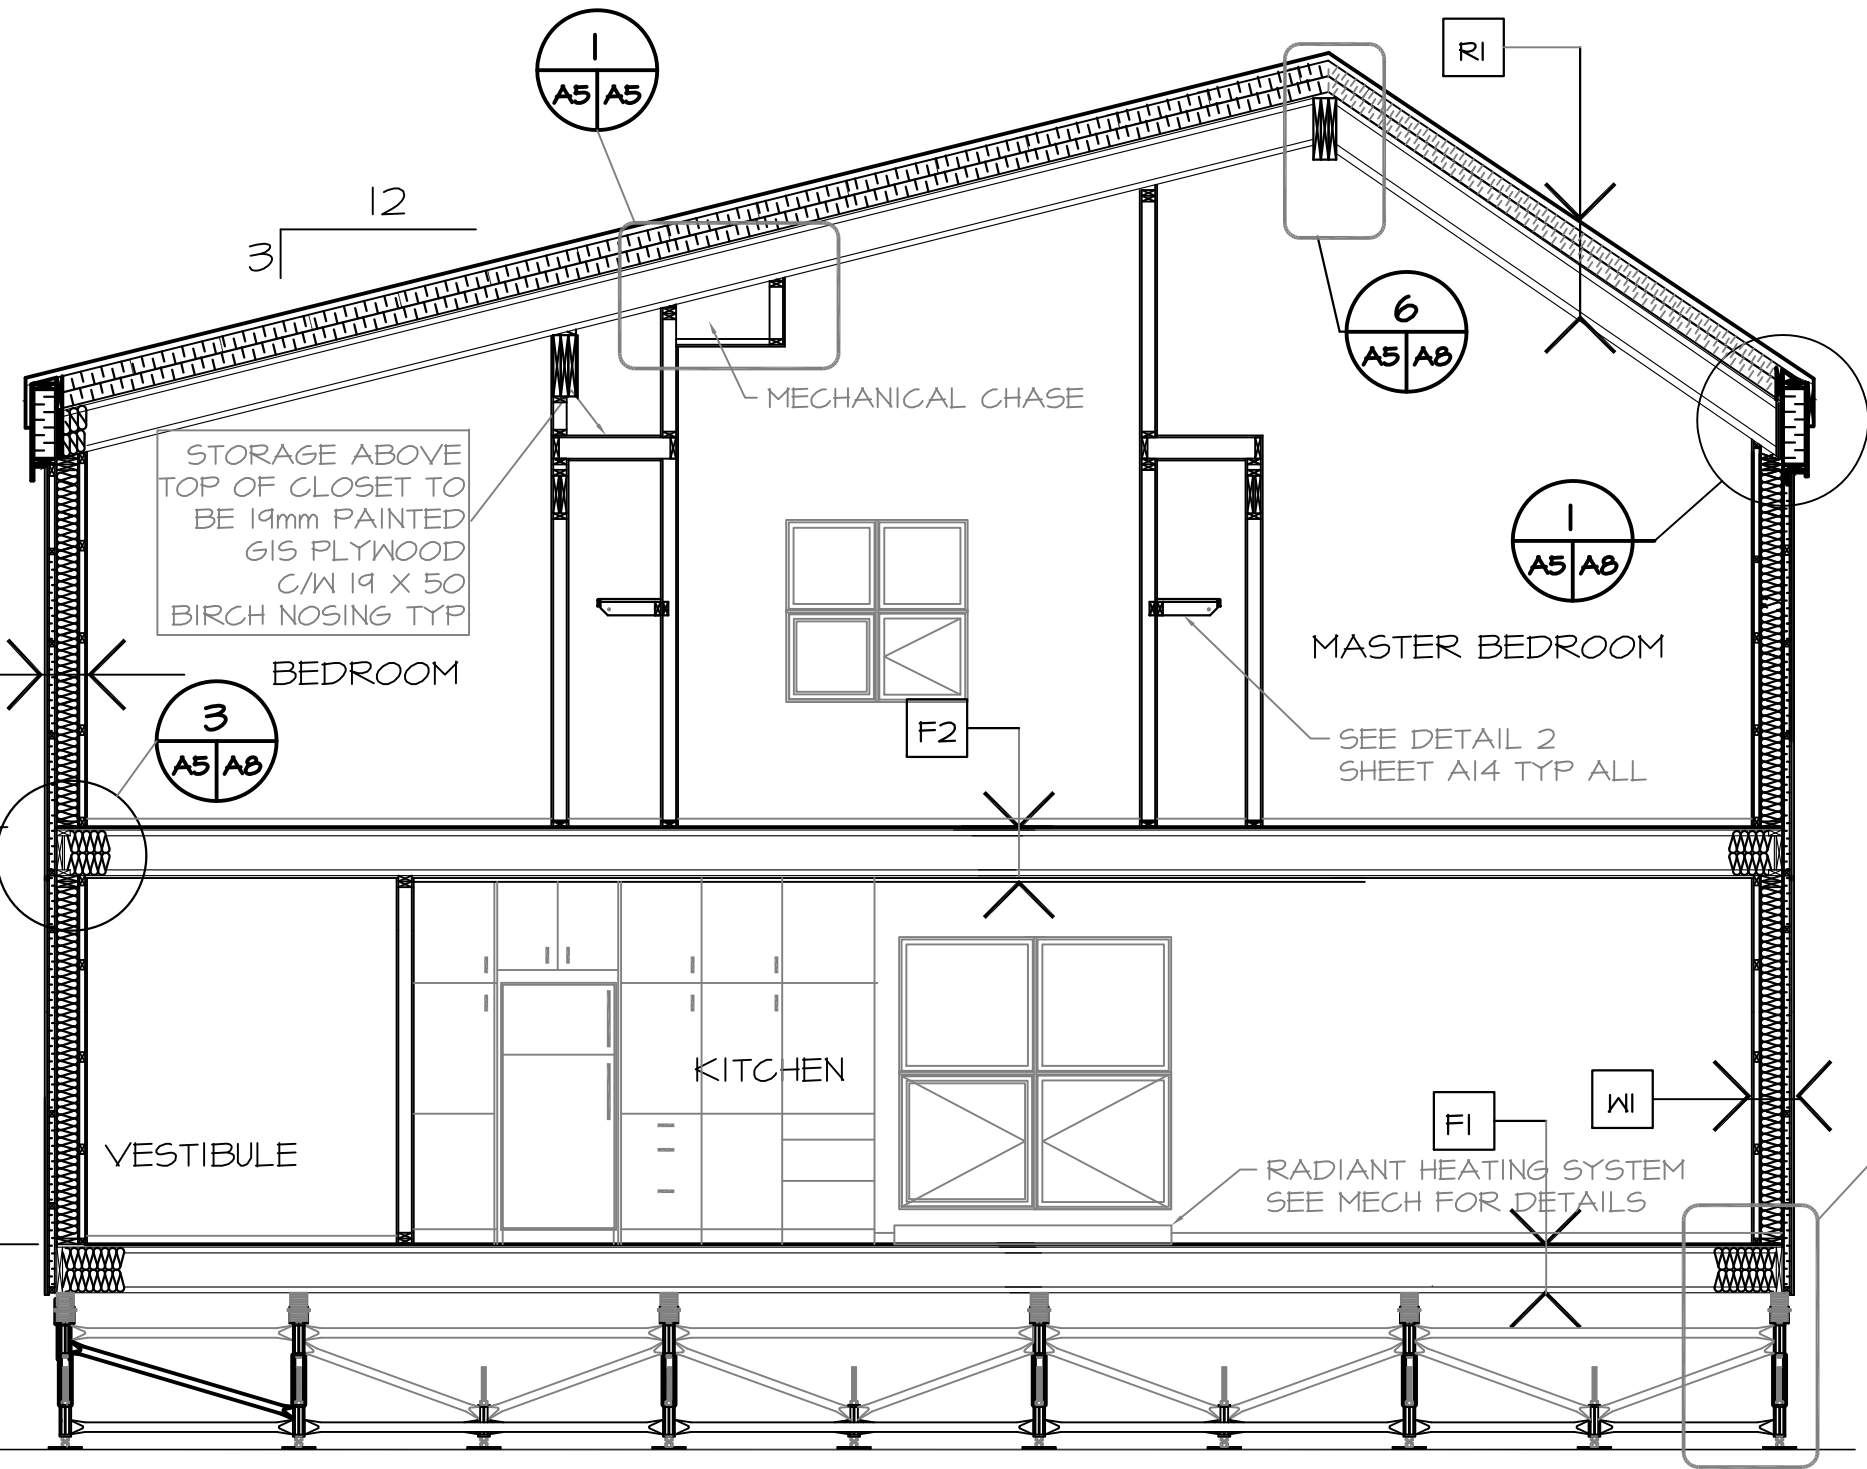 1
A5 A5
R1
12
3
6
A5 A8
MECHANICAL CHASE
STORAGE ABOVE
TOP OF CLOSET TO
BE 19mm PAINTED
G1S PLYWOOD
C/W 19 X 50
BIRCH NOSING TYP
1
A5 A8
BEDROOM
MASTER BEDROOM
3
A5 A8
F2
SEE DETAIL 2
SHEET A14 TYP ALL
KITCHEN
VESTIBULE
F1
W1
RADIANT HEATING SYSTEM
SEE MECH FOR DETAILS